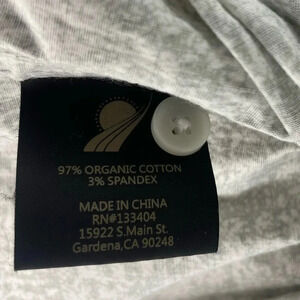 97% ORGANIC COTTON
3% SPANDEX
MADE IN CHINA
RN#133404
15922 S.Main St.
Gardena,CA 90248